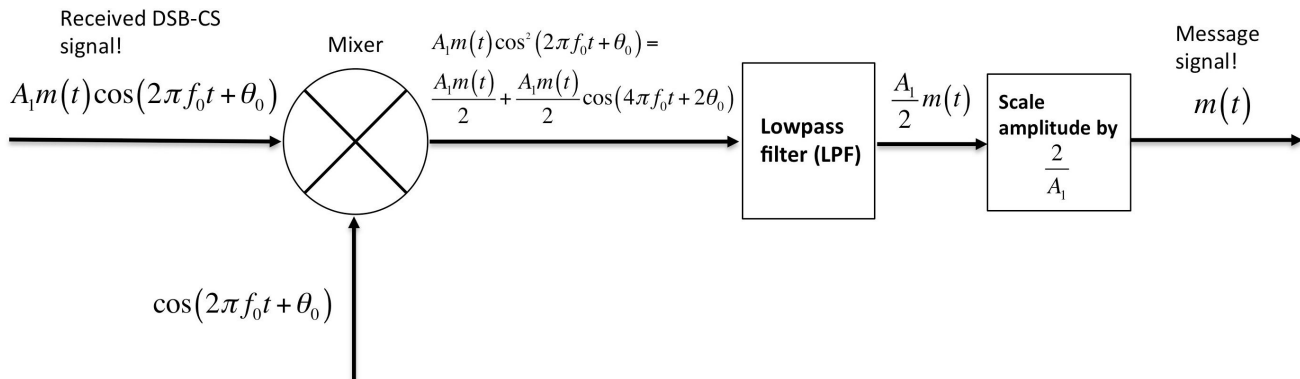 Received DSB-CS
signal!
A₁m(t)cos(2πf₀t+θ₀)
Mixer
A₁m(t)cos²(2πf₀t+θ₀)=
A₁m(t)/2 + A₁m(t)/2 cos(4πf₀t+2θ₀)
cos(2πf₀t+θ₀)
Lowpass
filter (LPF)
A₁/2 m(t)
Scale
amplitude by
2/A₁
Message
signal!
m(t)